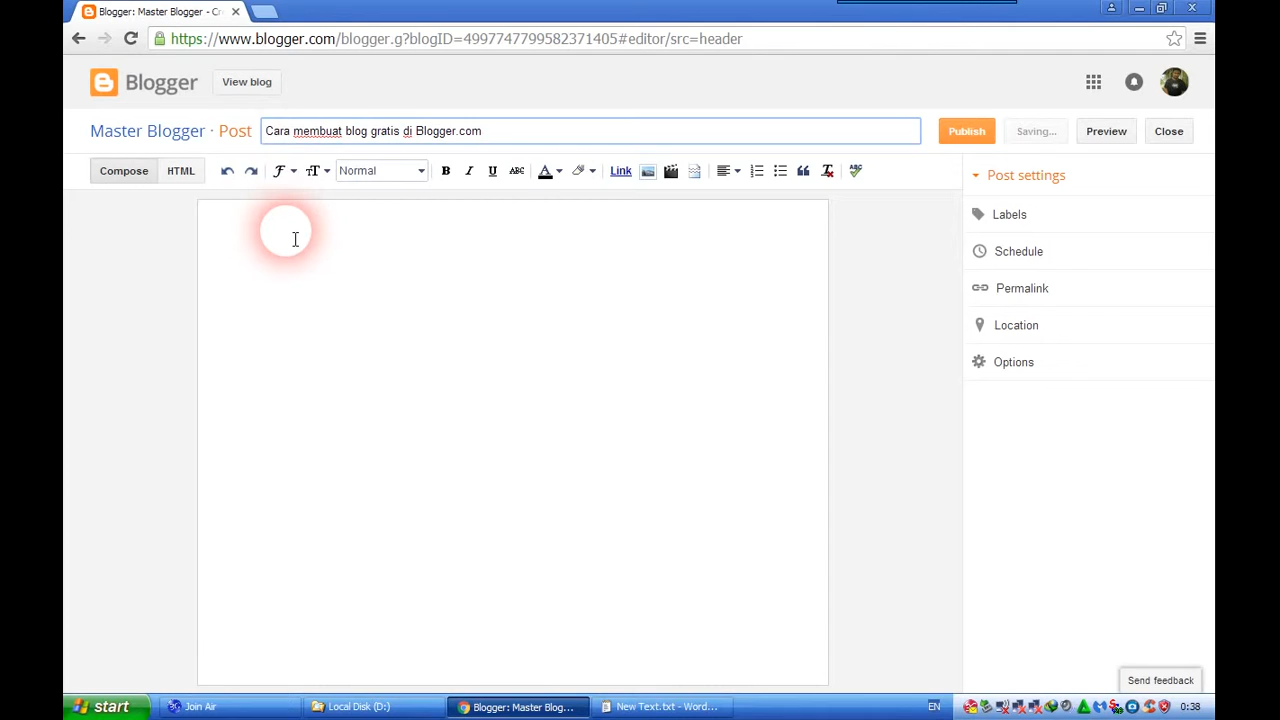 Blogger: Master Blogger - Cr
https://www.blogger.com/blogger.g?blogID=4997747799582371405#editor/src=header
Blogger View blog
Master Blogger · Post Cara membuat blog gratis di Blogger.com Publish Saving... Preview Close
Compose HTML Normal B I U ABC A Link
Post settings
Labels
Schedule
Permalink
Location
Options
Send feedback
start Join Air Local Disk (D:) Blogger: Master Blog... New Text.txt - Word... EN 0:38